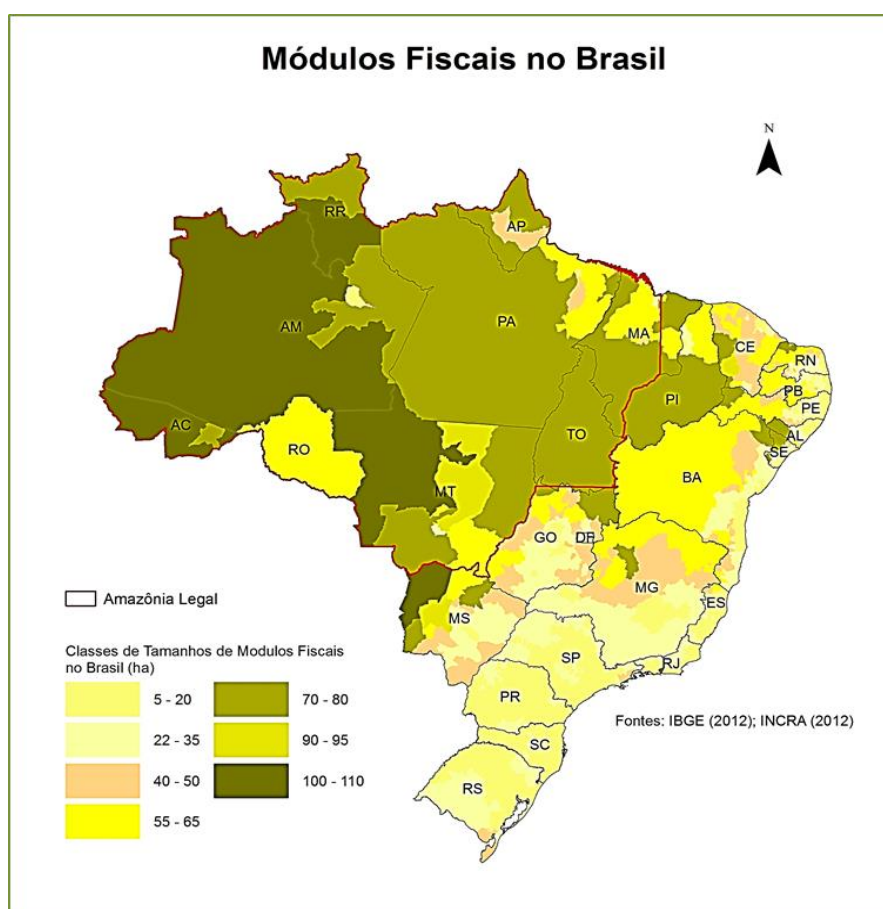 Módulos Fiscais no Brasil
N
RR
AP
AM
PA
MA
CE
RN
PB
PE
AL
SE
PI
AC
TO
RO
BA
MT
GO
DF
MG
ES
MS
SP
RJ
PR
SC
RS
Amazônia Legal
Classes de Tamanhos de Modulos Fiscais
no Brasil (ha)
5 - 20
70 - 80
22 - 35
90 - 95
40 - 50
100 - 110
55 - 65
Fontes: IBGE (2012); INCRA (2012)